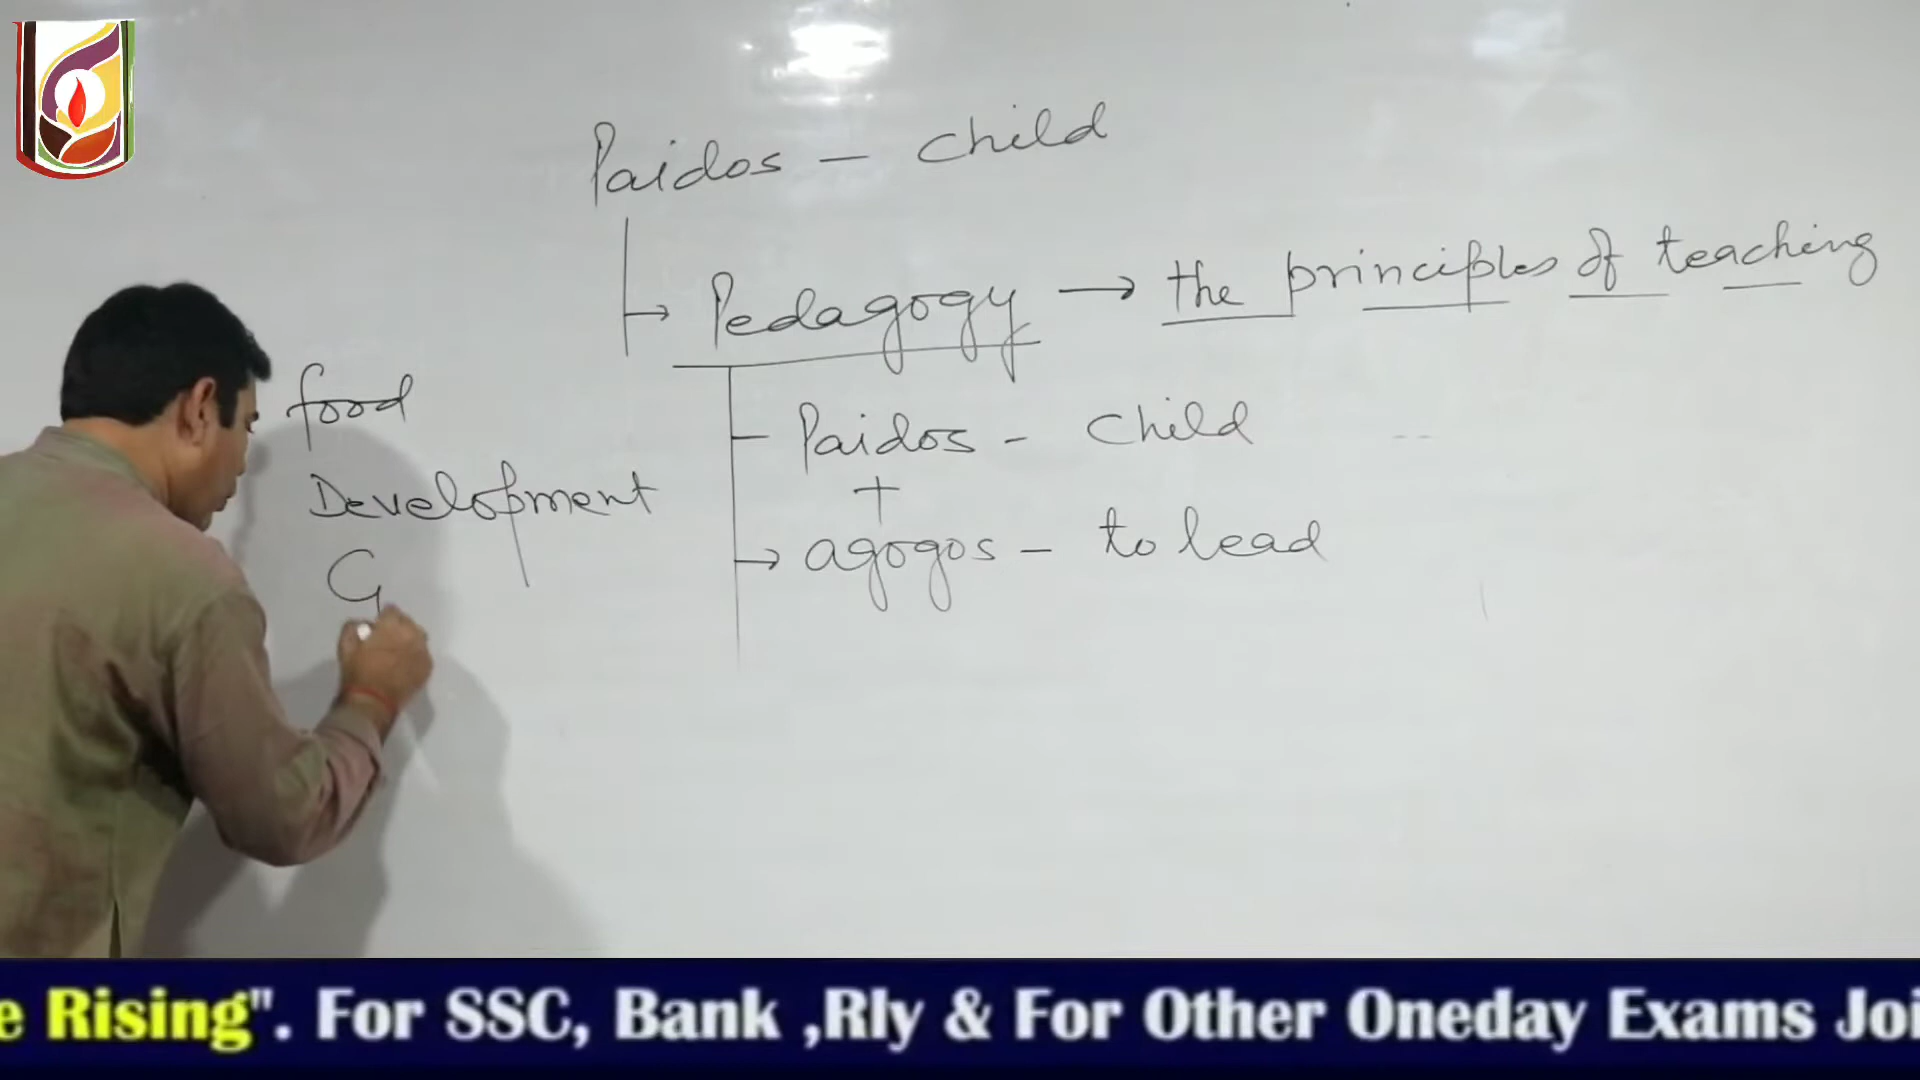 Paidos - child
Pedagogy → the principles of teaching
food
Paidos - child
Development
+
→ agogos - to lead
G
e Rising". For SSC, Bank ,Rly & For Other Oneday Exams Joi